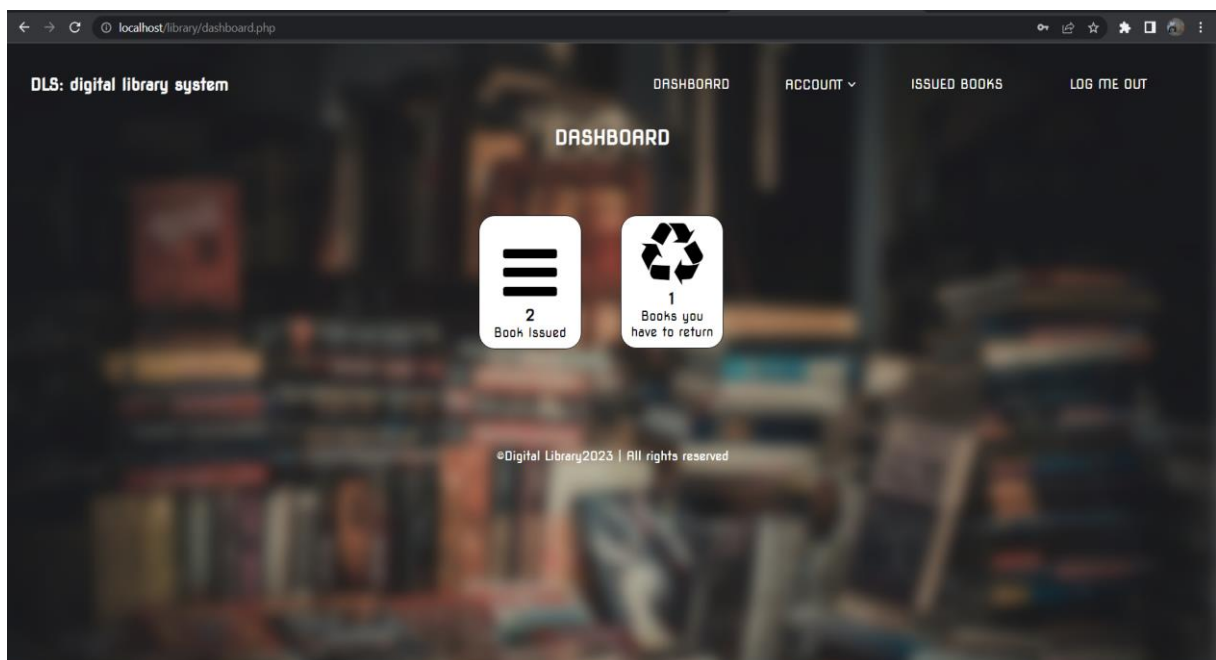 localhost/library/dashboard.php
DLS: digital library system
DASHBOARD
ACCOUNT
ISSUED BOOKS
LOG ME OUT
DASHBOARD
2
Book Issued
1
Books you
have to return
©Digital Library2023 | All rights reserved